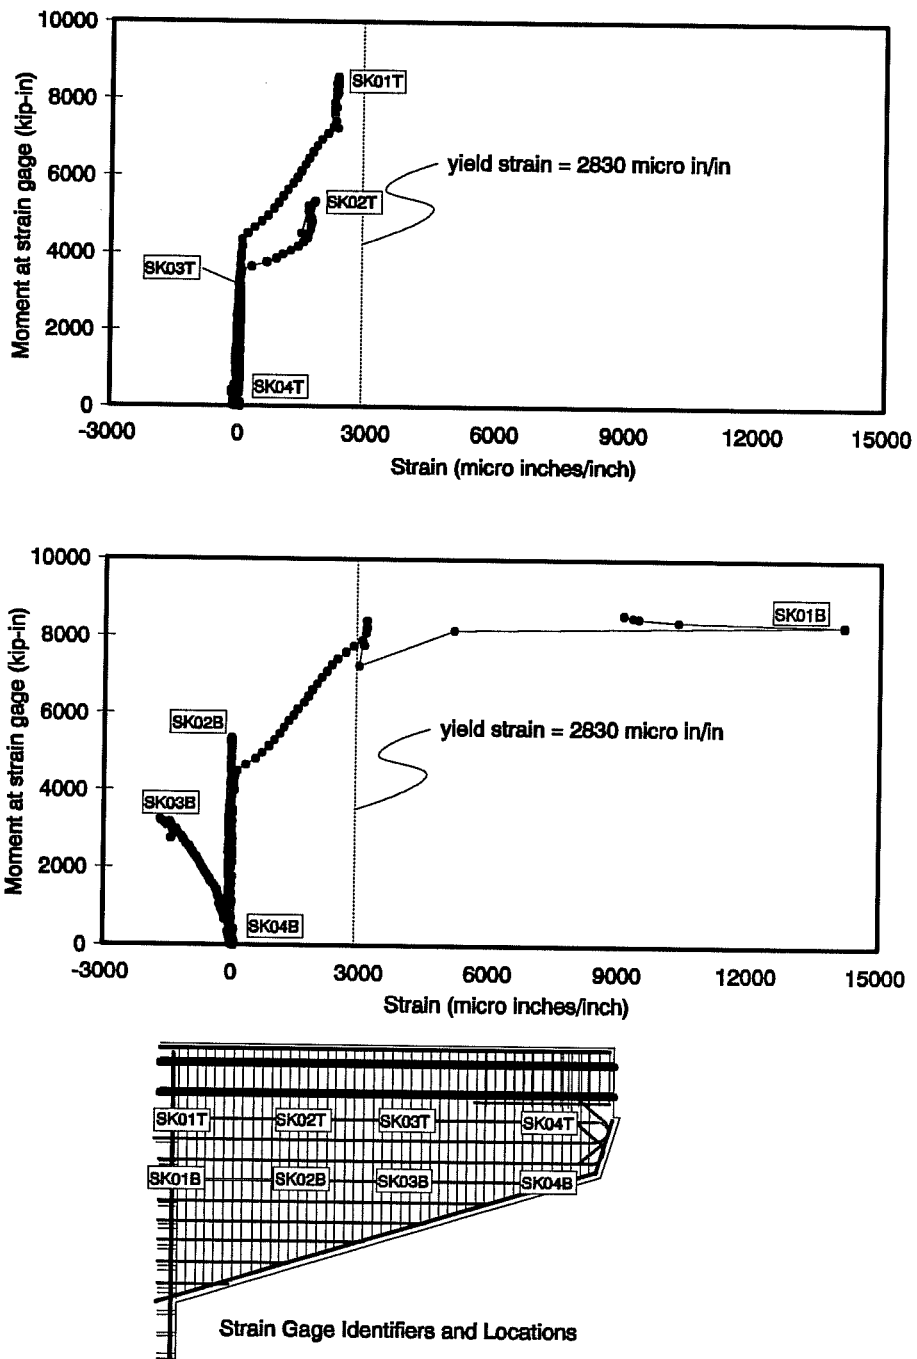 10000
8000
6000
4000
2000
0
Moment at strain gage (kip-in)
SK01T
yield strain = 2830 micro in/in
SK02T
SK03T
SK04T
-3000 0 3000 6000 9000 12000 15000
Strain (micro inches/inch)
10000
8000
6000
4000
2000
0
Moment at strain gage (kip-in)
SK01B
SK02B
yield strain = 2830 micro in/in
SK03B
SK04B
-3000 0 3000 6000 9000 12000 15000
Strain (micro inches/inch)
SK01T SK02T SK03T SK04T
SK01B SK02B SK03B SK04B
Strain Gage Identifiers and Locations